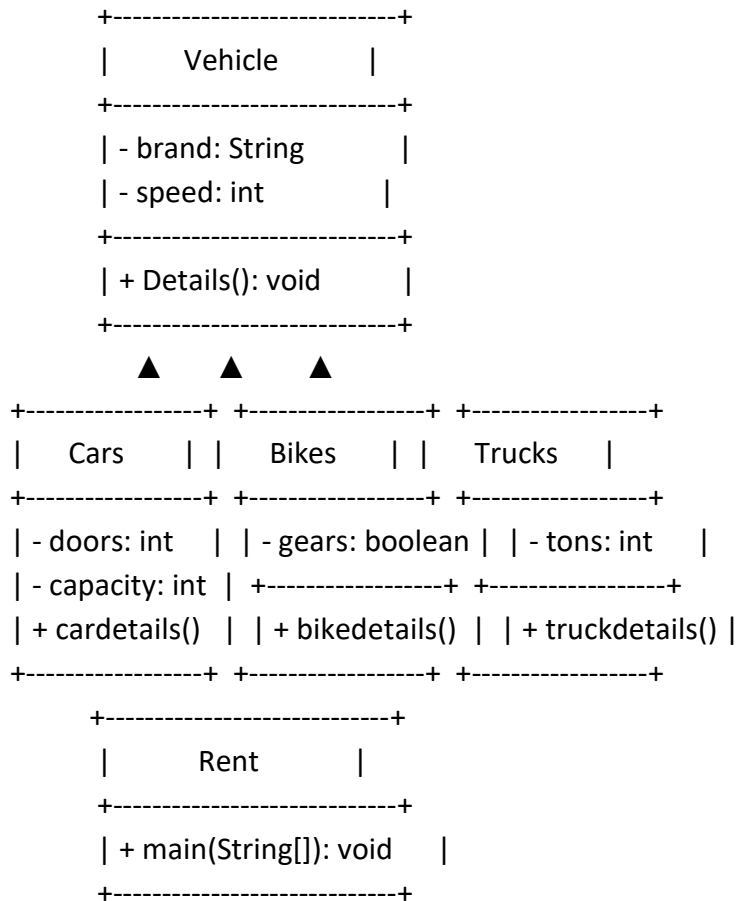 +-----------------------------+
| Vehicle |
+-----------------------------+
| - brand: String |
| - speed: int |
+-----------------------------+
| + Details(): void |
+-----------------------------+
▲ ▲ ▲
+------------------+ +------------------+ +------------------+
| Cars | | Bikes | | Trucks |
+------------------+ +------------------+ +------------------+
| - doors: int | | - gears: boolean | | - tons: int |
| - capacity: int | +------------------+ +------------------+
| + cardetails() | | + bikedetails() | | + truckdetails() |
+------------------+ +------------------+ +------------------+
+-----------------------------+
| Rent |
+-----------------------------+
| + main(String[]): void |
+-----------------------------+